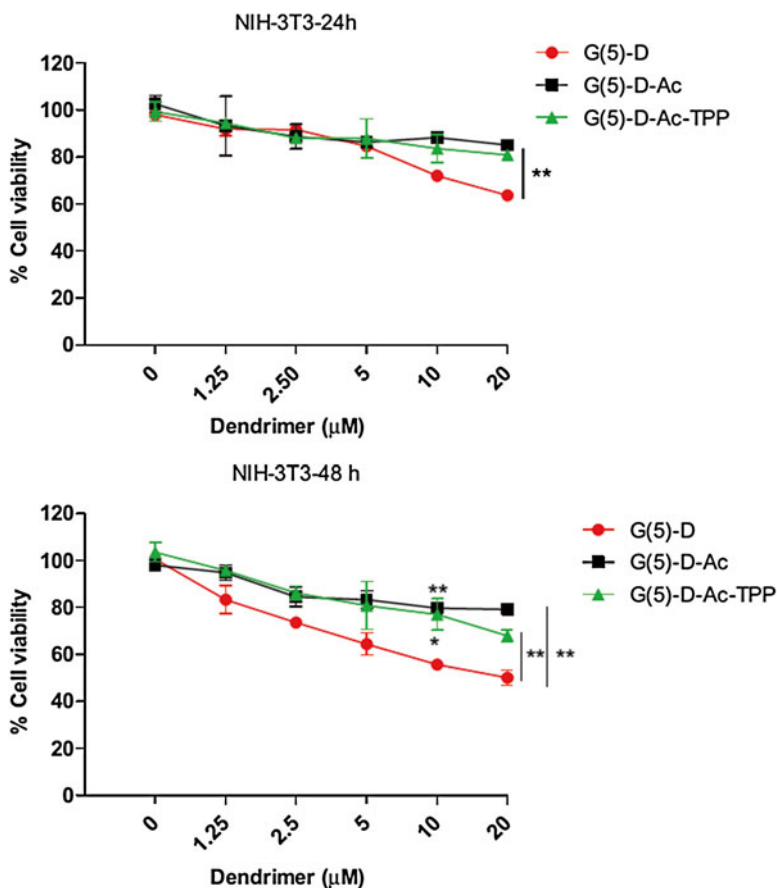 NIH-3T3-24h
G(5)-D
G(5)-D-Ac
G(5)-D-Ac-TPP
120
100
80
60
40
20
0
% Cell viability
**
0
1.25
2.50
5
10
20
Dendrimer (μM)
NIH-3T3-48 h
G(5)-D
G(5)-D-Ac
G(5)-D-Ac-TPP
120
100
80
60
40
20
0
% Cell viability
**
*
**
**
0
1.25
2.5
5
10
20
Dendrimer (μM)